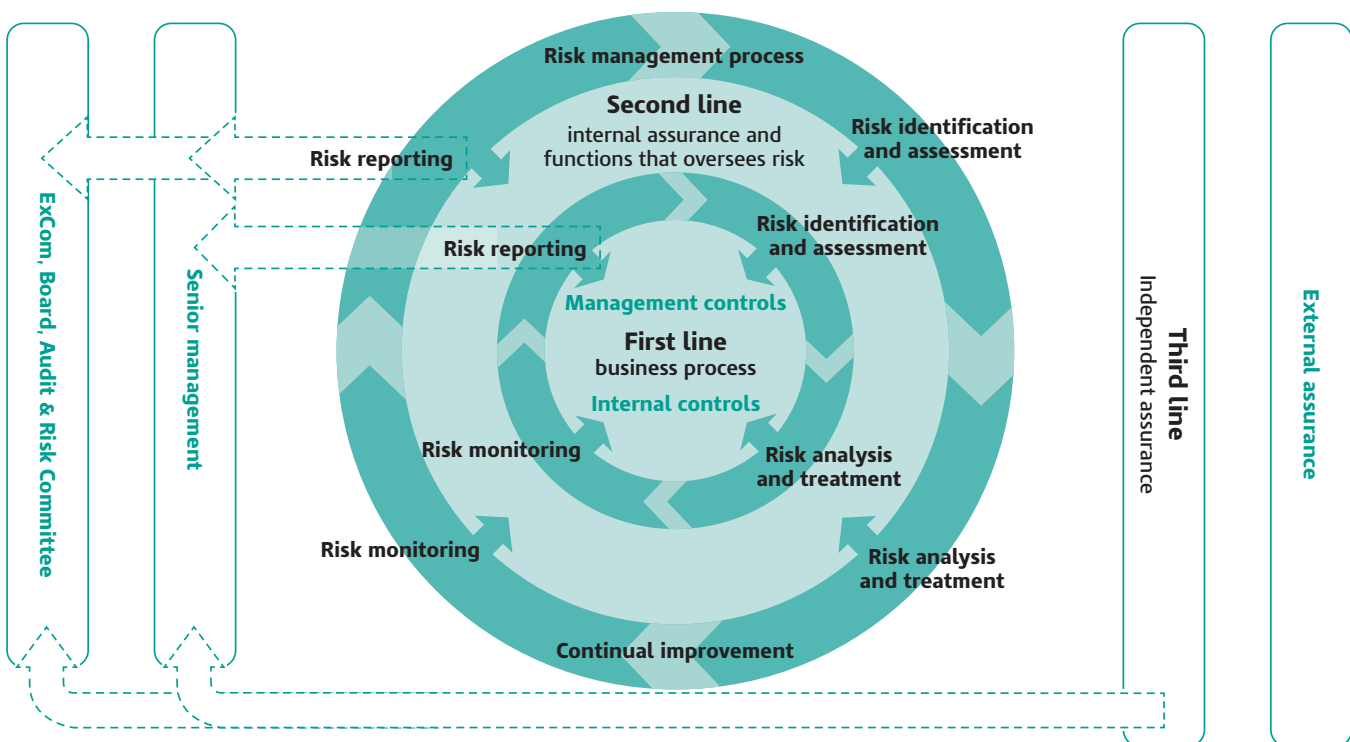 Risk management process
Second line
internal assurance and
functions that oversees risk
Risk identification
and assessment
Risk reporting
Risk identification
and assessment
Risk reporting
Management controls
First line
business process
Internal controls
Risk monitoring
Risk analysis
and treatment
Risk monitoring
Risk analysis
and treatment
Continual improvement
ExCom, Board, Audit & Risk Committee
Senior management
Third line
Independent assurance
External assurance